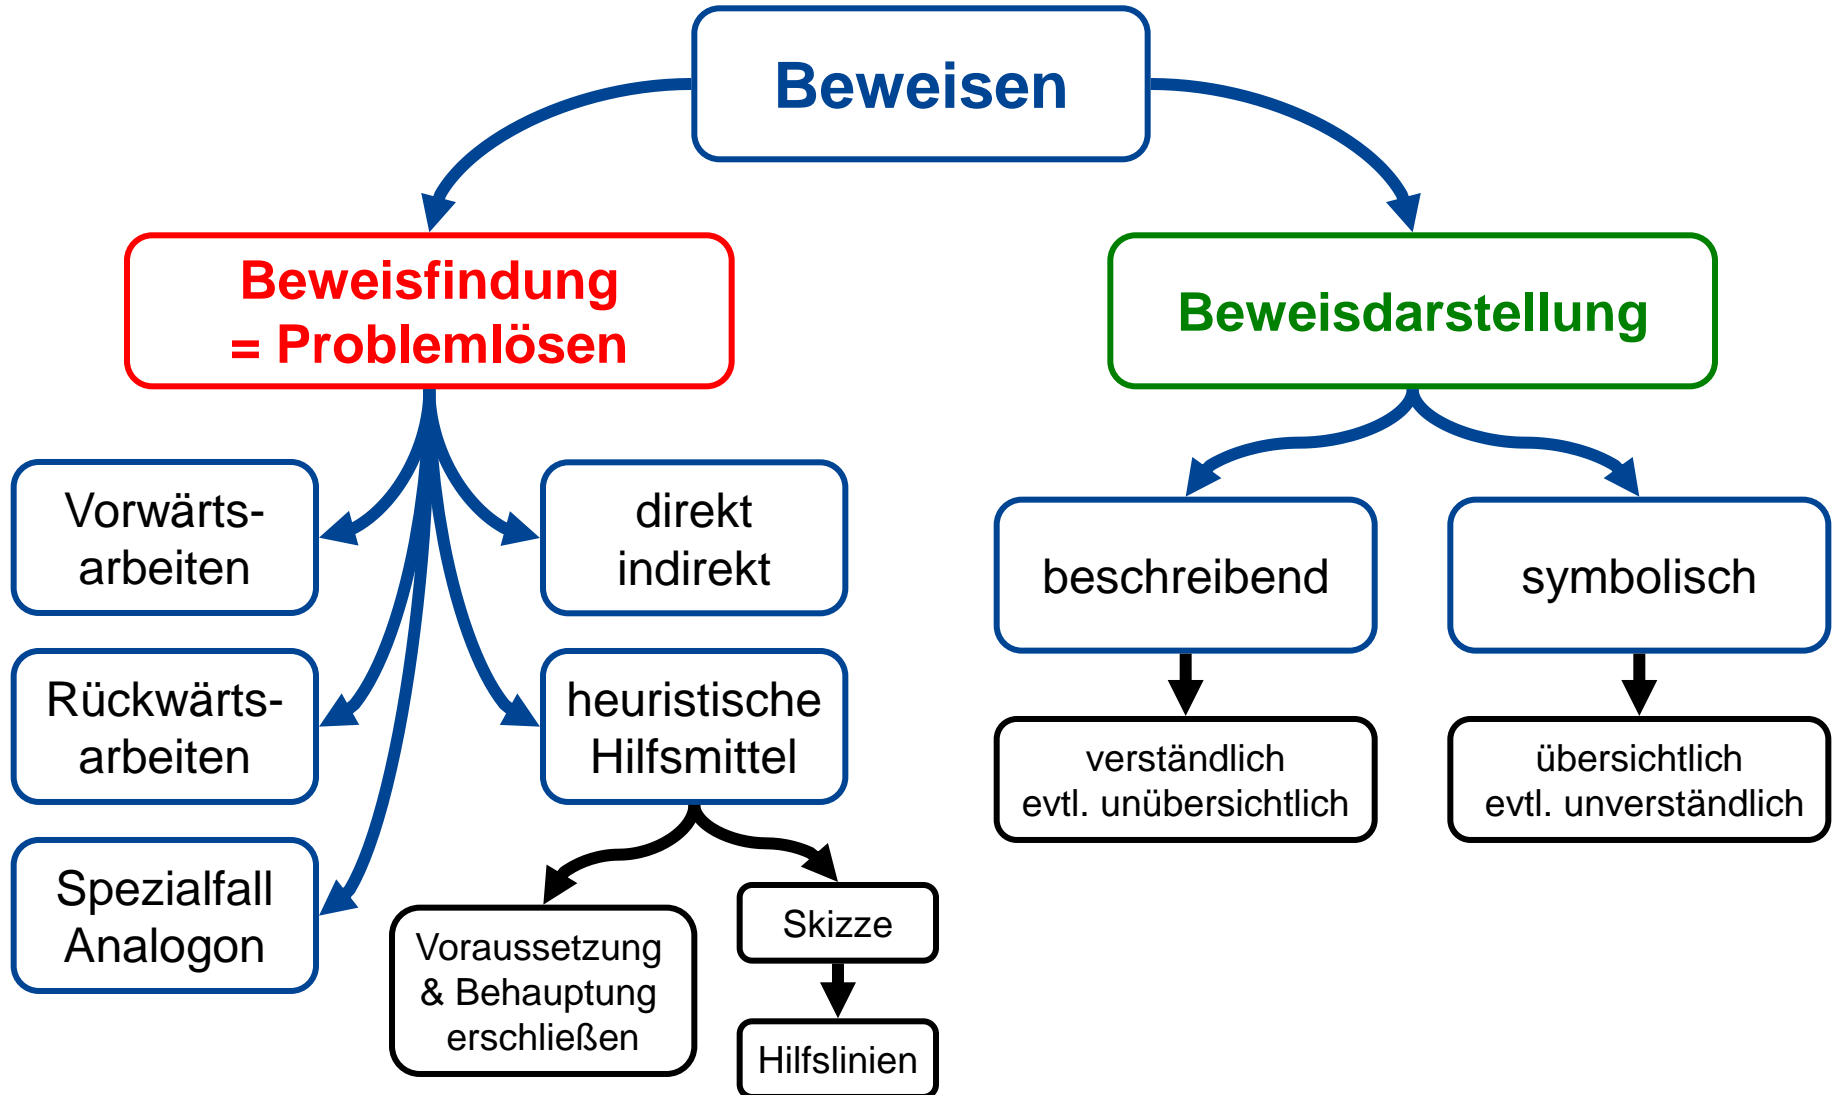 Beweisen
Beweisfindung
= Problemlösen
Beweisdarstellung
Vorwärts-
arbeiten
direkt
indirekt
beschreibend
symbolisch
Rückwärts-
arbeiten
heuristische
Hilfsmittel
verständlich
evtl. unübersichtlich
übersichtlich
evtl. unverständlich
Spezialfall
Analogon
Voraussetzung
& Behauptung
erschließen
Skizze
Hilfslinien